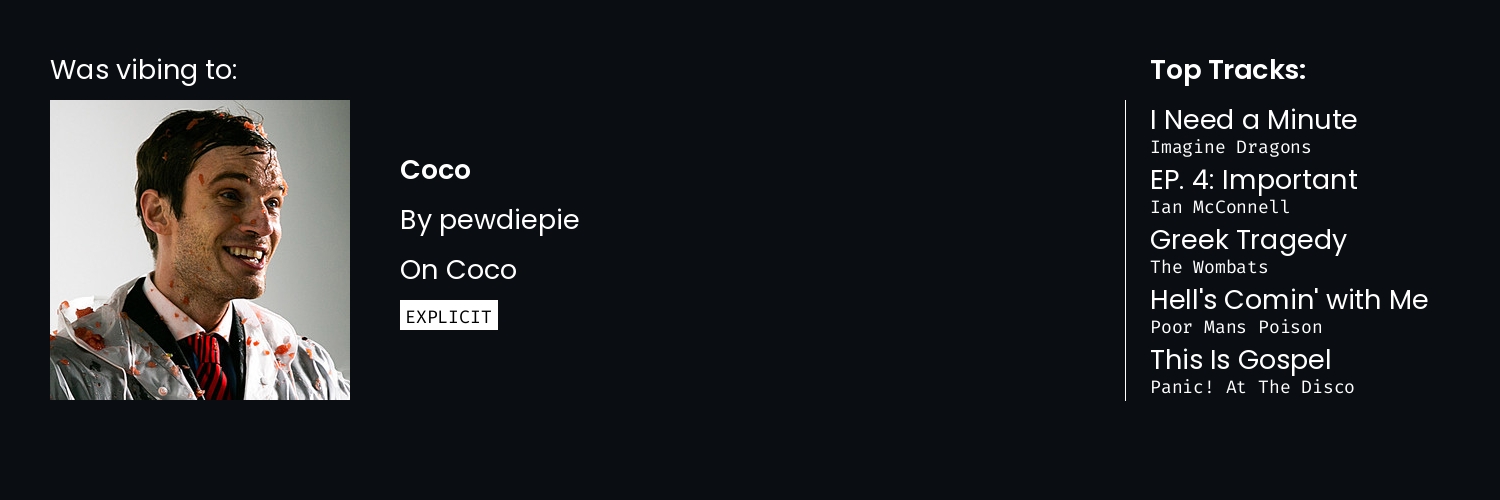 Was vibing to:
Coco
By pewdiepie
On Coco
EXPLICIT
Top Tracks:
I Need a Minute
Imagine Dragons
EP. 4: Important
Ian McConnell
Greek Tragedy
The Wombats
Hell's Comin' with Me
Poor Mans Poison
This Is Gospel
Panic! At The Disco